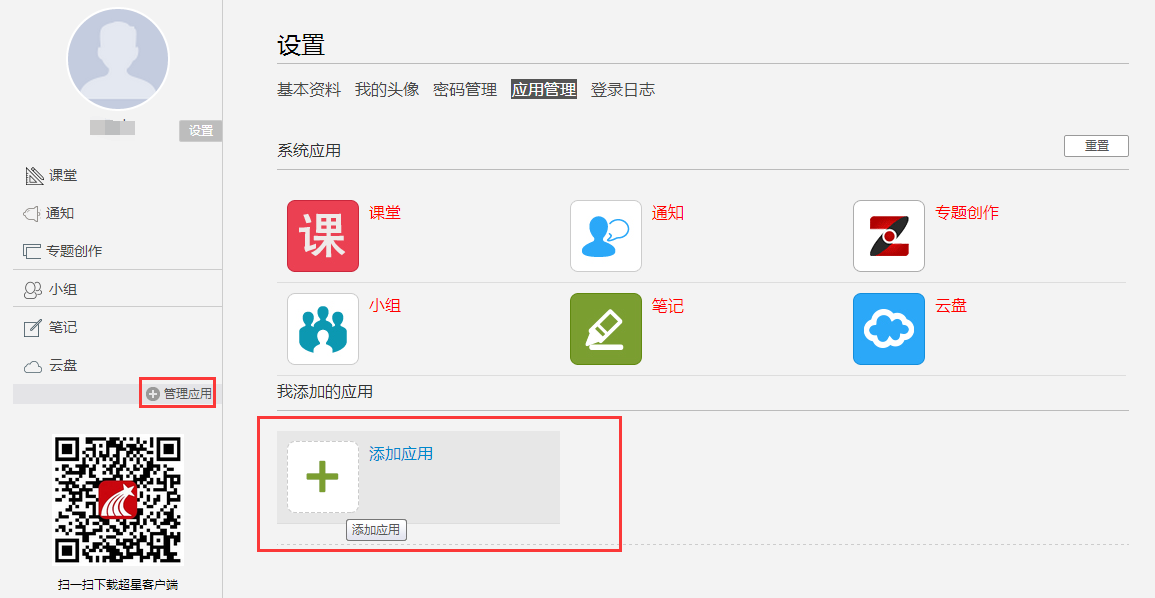 设置
课堂
通知
专题创作
小组
笔记
云盘
管理应用
扫一扫下载超星客户端
设置
基本资料 我的头像 密码管理 应用管理 登录日志
系统应用 重置
课 课堂 通知 专题创作
小组 笔记 云盘
我添加的应用
添加应用
添加应用